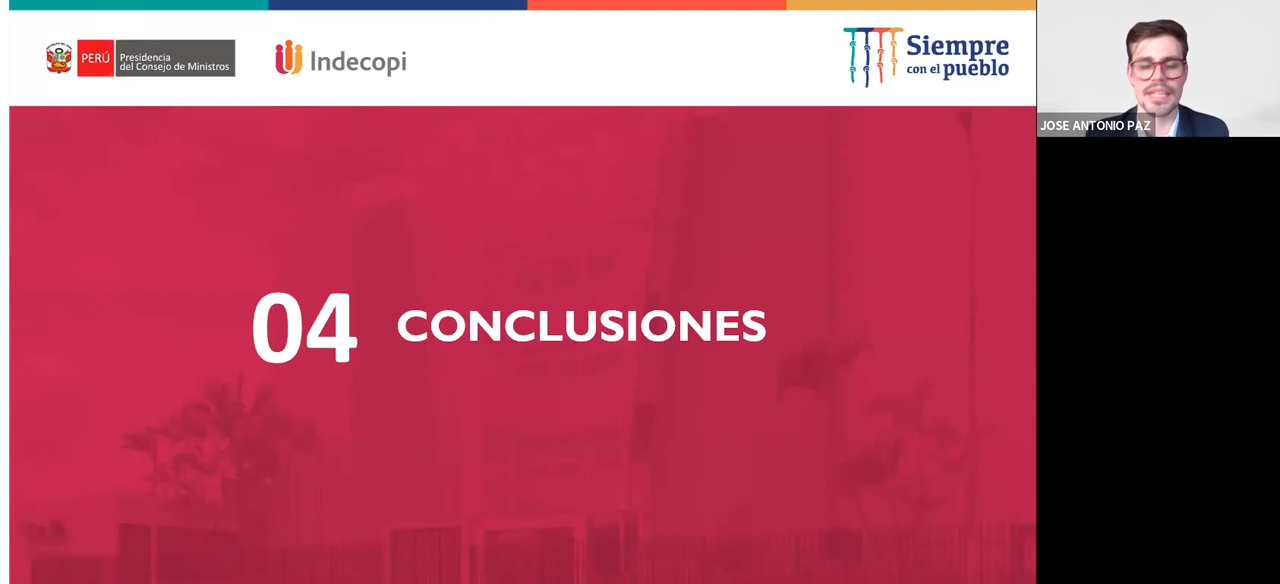 PERÚ
Presidencia
del Consejo de Ministros
Indecopi
Siempre
con el pueblo
JOSE ANTONIO PAZ
04 CONCLUSIONES